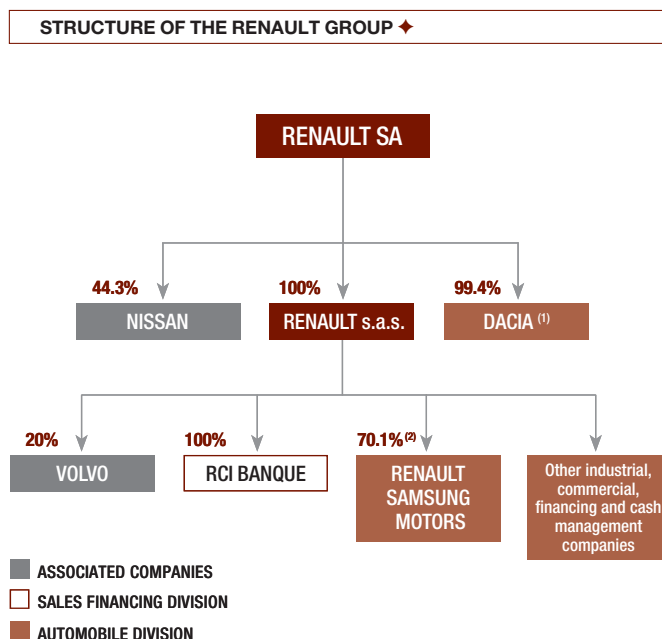 STRUCTURE OF THE RENAULT GROUP ✦
RENAULT SA
44.3% 100% 99.4%
NISSAN RENAULT s.a.s. DACIA (1)
20% 100% 70.1%(2)
VOLVO RCI BANQUE
RENAULT
SAMSUNG
MOTORS
Other industrial,
commercial,
financing and cash
management
companies
ASSOCIATED COMPANIES
SALES FINANCING DIVISION
AUTOMOBILE DIVISION